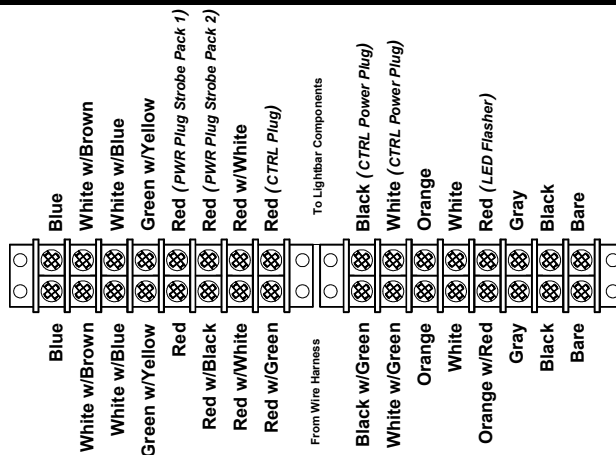 Blue
White w/Brown
White w/Blue
Green w/Yellow
Red (PWR Plug Strobe Pack 1)
Red (PWR Plug Strobe Pack 2)
Red w/White
Red (CTRL Plug)
To Lightbar Components
Black (CTRL Power Plug)
White (CTRL Power Plug)
Orange
White
Red (LED Flasher)
Gray
Black
Bare
Blue
White w/Brown
White w/Blue
Green w/Yellow
Red
Red w/Black
Red w/White
Red w/Green
From Wire Harness
Black w/Green
White w/Green
Orange
White
Orange w/Red
Gray
Black
Bare